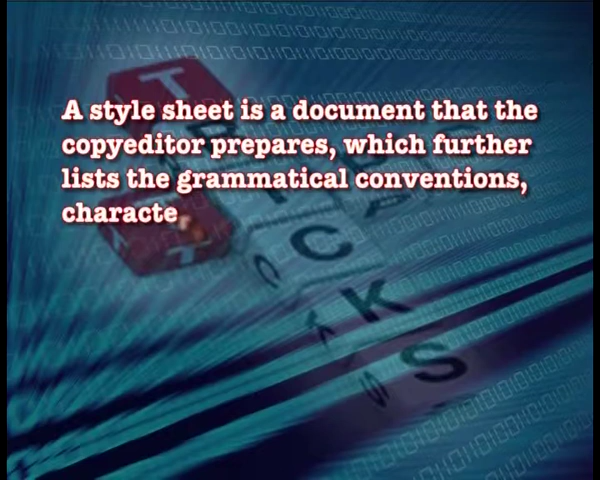 A style sheet is a document that the
copyeditor prepares, which further
lists the grammatical conventions,
characte